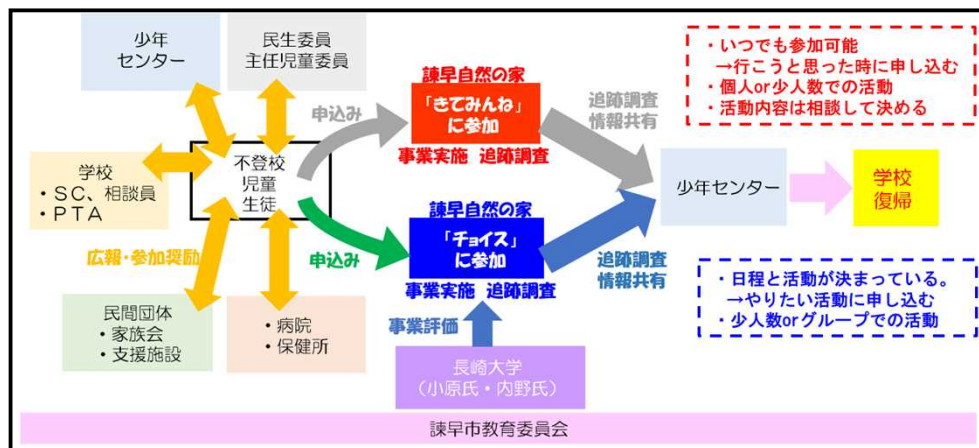 少年
センター
民生委員
主任児童委員
学校
・SC、相談員
・PTA
不登校
児童
生徒
広報・参加奨励
民間団体
・家族会
・支援施設
・病院
・保健所
申込み
申込み
諫早自然の家
「きてみんね」
に参加
事業実施 追跡調査
諫早自然の家
「チョイス」
に参加
事業実施 追跡調査
事業評価
長崎大学
（小原氏・内野氏）
追跡調査
情報共有
追跡調査
情報共有
少年センター
学校
復帰
・いつでも参加可能
→行こうと思った時に申し込む
・個人or少人数での活動
・活動内容は相談して決める
・日程と活動が決まっている。
→やりたい活動に申し込む
・少人数orグループでの活動
諫早市教育委員会